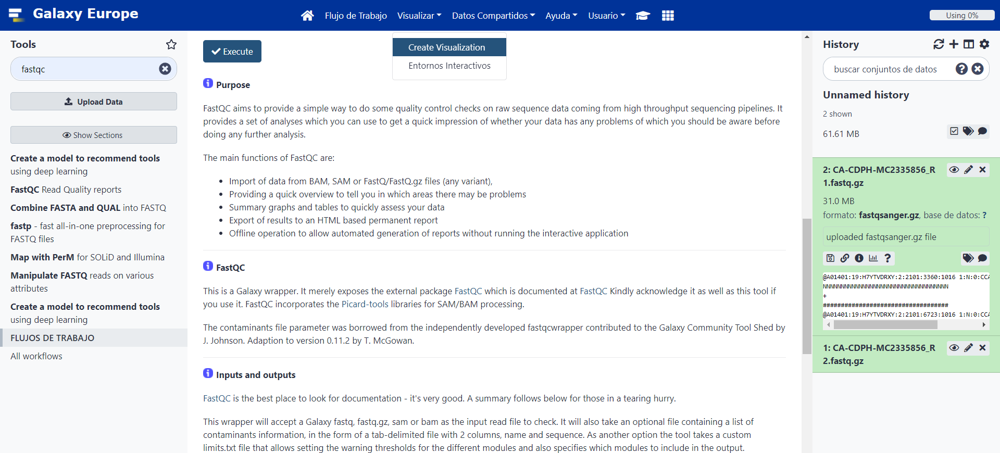 Galaxy Europe
Flujo de Trabajo
Visualizar
Datos Compartidos
Ayuda
Usuario
Using 0%
Tools
fastqc
Upload Data
Show Sections
Create a model to recommend tools
using deep learning
FastQC Read Quality reports
Combine FASTA and QUAL into FASTQ
fastp - fast all-in-one preprocessing for
FASTQ files
Map with PerM for SOLiD and Illumina
Manipulate FASTQ reads on various
attributes
Create a model to recommend tools
using deep learning
FLUJOS DE TRABAJO
All workflows
Execute
Create Visualization
Entornos Interactivos
Purpose
FastQC aims to provide a simple way to do some quality control checks on raw sequence data coming from high throughput sequencing pipelines. It
provides a set of analyses which you can use to get a quick impression of whether your data has any problems of which you should be aware before
doing any further analysis.
The main functions of FastQC are:
• Import of data from BAM, SAM or FastQ/FastQ.gz files (any variant),
• Providing a quick overview to tell you in which areas there may be problems
• Summary graphs and tables to quickly assess your data
• Export of results to an HTML based permanent report
• Offline operation to allow automated generation of reports without running the interactive application
FastQC
This is a Galaxy wrapper. It merely exposes the external package FastQC which is documented at FastQC Kindly acknowledge it as well as this tool if
you use it. FastQC incorporates the Picard-tools libraries for SAM/BAM processing.
The contaminants file parameter was borrowed from the independently developed fastqcwrapper contributed to the Galaxy Community Tool Shed by
J. Johnson. Adaption to version 0.11.2 by T. McGowan.
Inputs and outputs
FastQC is the best place to look for documentation - it's very good. A summary follows below for those in a tearing hurry.
This wrapper will accept a Galaxy fastq, fastq.gz, sam or bam as the input read file to check. It will also take an optional file containing a list of
contaminants information, in the form of a tab-delimited file with 2 columns, name and sequence. As another option the tool takes a custom
limits.txt file that allows setting the warning thresholds for the different modules and also specifies which modules to include in the output.
History
buscar conjuntos de datos
Unnamed history
2 shown
61.61 MB
2: CA-CDPH-MC2335856_R
1.fastq.gz
31.0 MB
formato: fastqsanger.gz, base de datos: ?
uploaded fastqsanger.gz file
@A01401:19:H7YTVDRXY:2:2101:3360:1016 1:N:0:CCA
NNNNNNNNNNNNNNNNNNNNNNNNNNNNNNNNNNN
+
###################################
@A01401:19:H7YTVDRXY:2:2101:6723:1016 1:N:0:CCA
1: CA-CDPH-MC2335856_R
2.fastq.gz